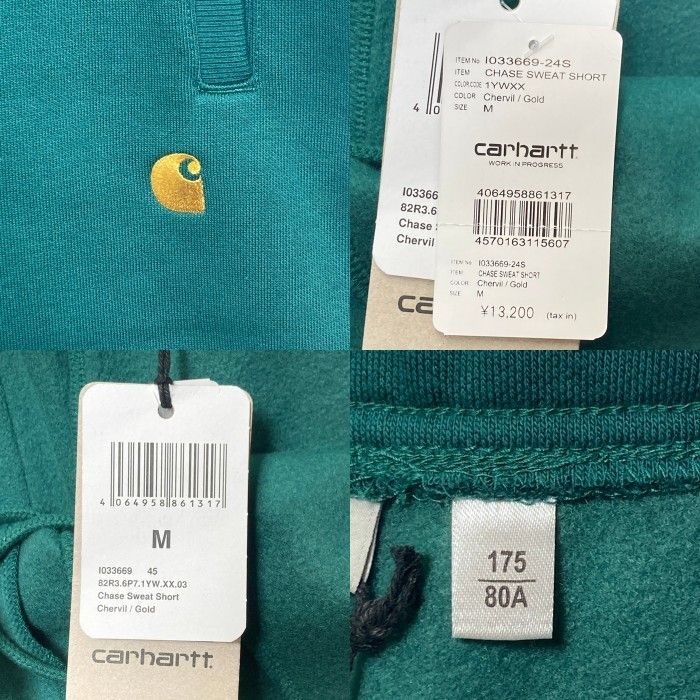 ITEM No. I033669-24S
ITEM CHASE SWEAT SHORT
COLOR CODE 1YWXX
COLOR Chervil / Gold
SIZE M
carhartt
WORK IN PROGRESS
4064958861317
4570163115607
ITEM No. I033669-24S
ITEM CHASE SWEAT SHORT
COLOR Chervil / Gold
SIZE M
¥13,200 (tax in)
4 0
I03366
82R3.6
Chase
Chervil
ca
4 064958 861317
M
I033669 45
82R3.6P7.1YW.XX.03
Chase Sweat Short
Chervil / Gold
carhartt
175
80A